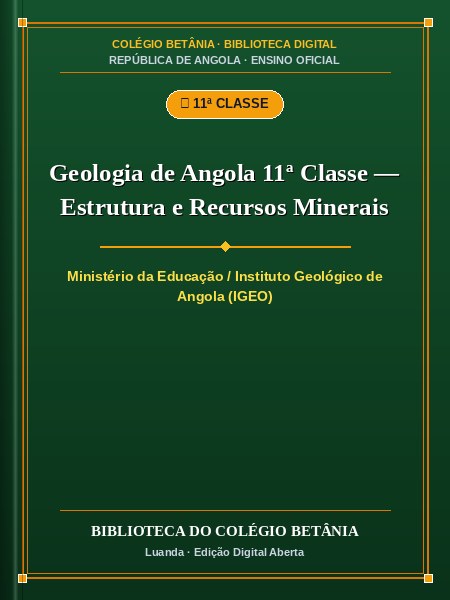 COLÉGIO BETÂNIA · BIBLIOTECA DIGITAL
REPÚBLICA DE ANGOLA · ENSINO OFICIAL
11ª CLASSE
Geologia de Angola 11ª Classe —
Estrutura e Recursos Minerais
Ministério da Educação / Instituto Geológico de
Angola (IGEO)
BIBLIOTECA DO COLÉGIO BETÂNIA
Luanda · Edição Digital Aberta